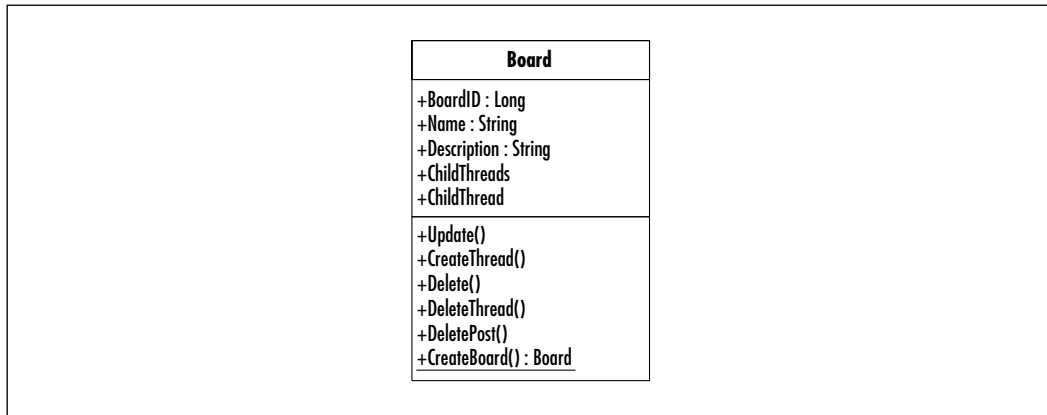 Board
+BoardID : Long
+Name : String
+Description : String
+ChildThreads
+ChildThread
+Update()
+CreateThread()
+Delete()
+DeleteThread()
+DeletePost()
+CreateBoard() : Board